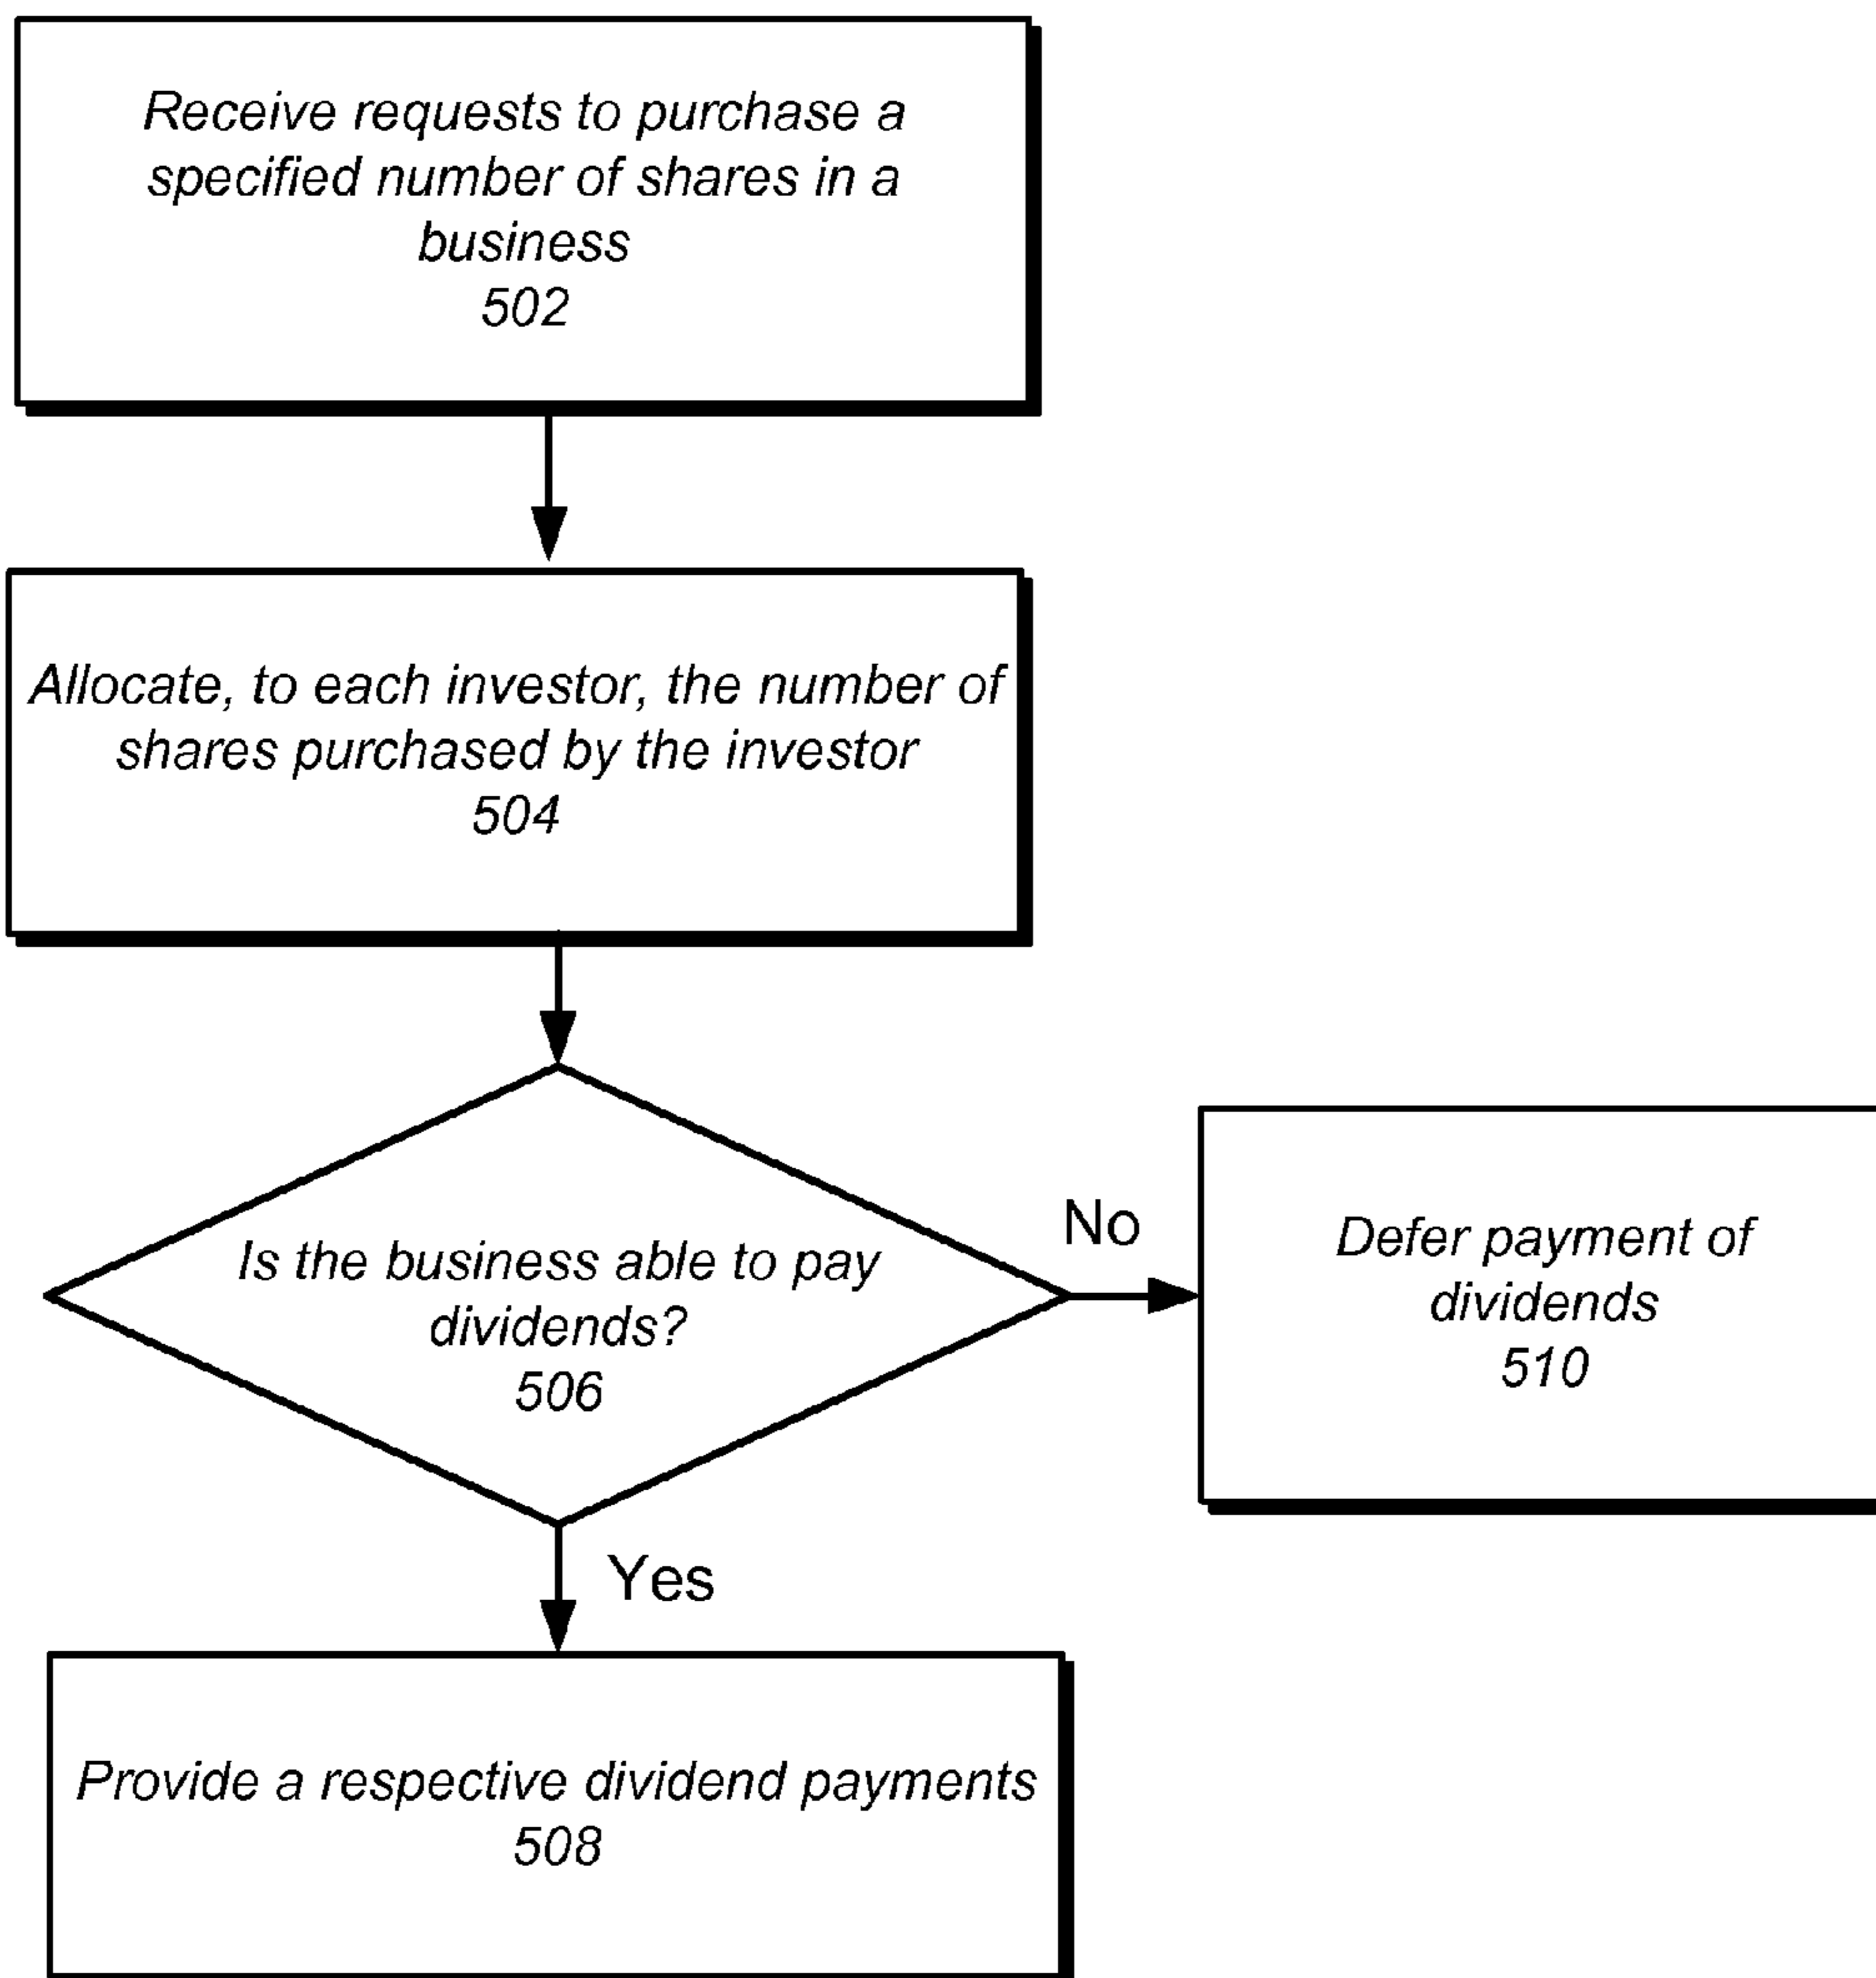 Receive requests to purchase a
specified number of shares in a
business
502
Allocate, to each investor, the number of
shares purchased by the investor
504
Is the business able to pay
dividends?
506
No
Defer payment of
dividends
510
Yes
Provide a respective dividend payments
508